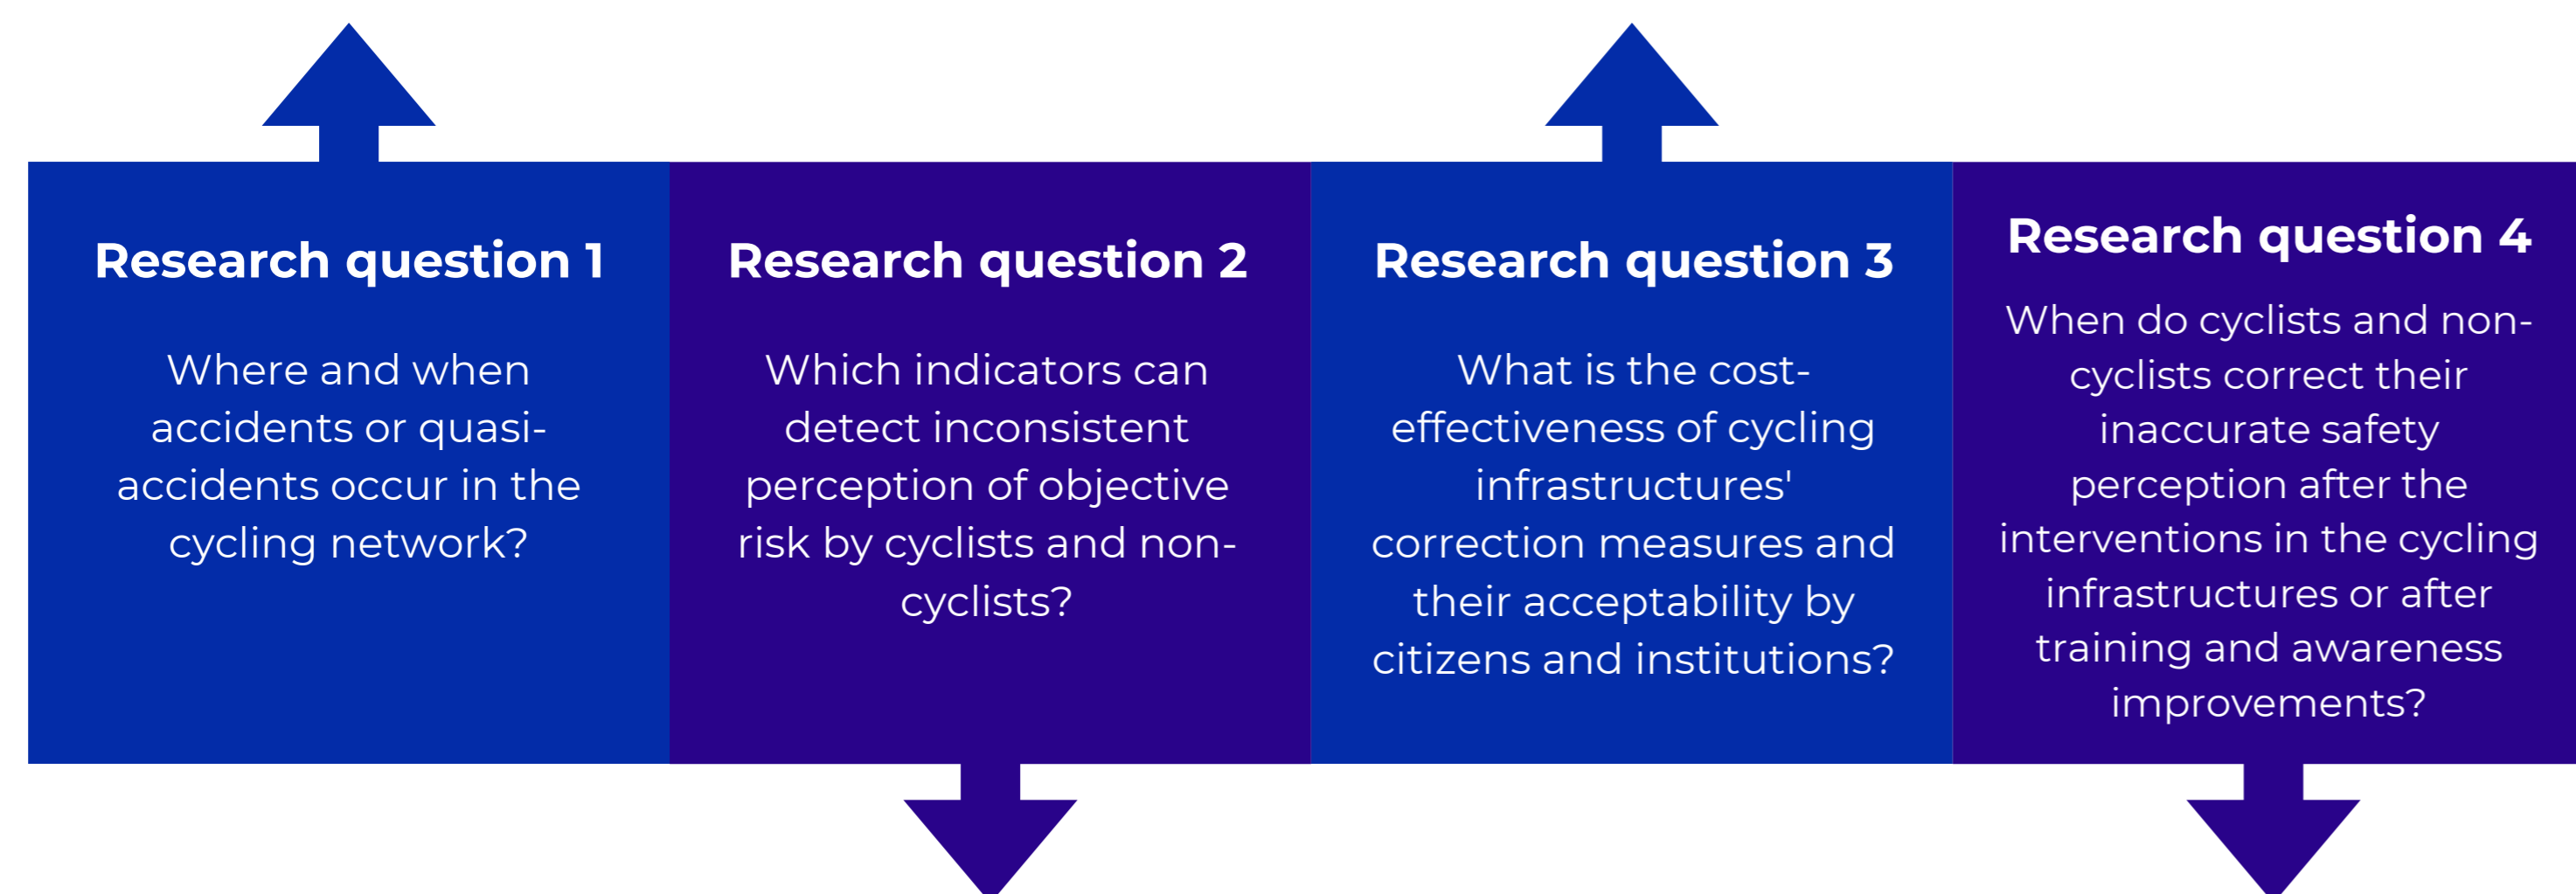 Research question 1
Where and when
accidents or quasi-
accidents occur in the
cycling network?
Research question 2
Which indicators can
detect inconsistent
perception of objective
risk by cyclists and non-
cyclists?
Research question 3
What is the cost-
effectiveness of cycling
infrastructures'
correction measures and
their acceptability by
citizens and institutions?
Research question 4
When do cyclists and non-
cyclists correct their
inaccurate safety
perception after the
interventions in the cycling
infrastructures or after
training and awareness
improvements?